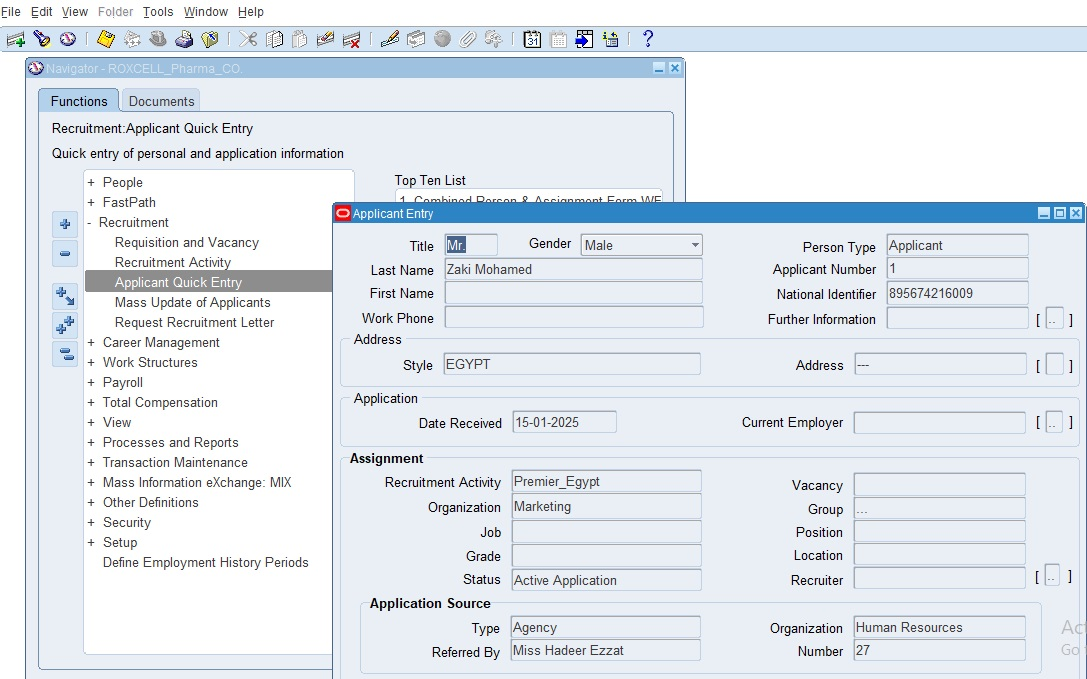 File Edit View Folder Tools Window Help
31
?
Navigator - ROXCELL_Pharma_CO
Functions Documents
Recruitment:Applicant Quick Entry
Quick entry of personal and application information
+ People
+ FastPath
- Recruitment
Requisition and Vacancy
Recruitment Activity
Applicant Quick Entry
Mass Update of Applicants
Request Recruitment Letter
+ Career Management
+ Work Structures
+ Payroll
+ Total Compensation
+ View
+ Processes and Reports
+ Transaction Maintenance
+ Mass Information eXchange: MIX
+ Other Definitions
+ Security
+ Setup
Define Employment History Periods
Top Ten List
1. Combined Person & Assignment Form WF
Applicant Entry
Title Mr. Gender Male Person Type Applicant
Last Name Zaki Mohamed Applicant Number 1
First Name National Identifier 895674216009
Work Phone Further Information [ .. ]
Address
Style EGYPT Address --- [ ]
Application
Date Received 15-01-2025 Current Employer [ .. ]
Assignment
Recruitment Activity Premier_Egypt Vacancy
Organization Marketing Group ...
Job Position
Grade Location
Status Active Application Recruiter [ .. ]
Application Source
Type Agency Organization Human Resources
Referred By Miss Hadeer Ezzat Number 27